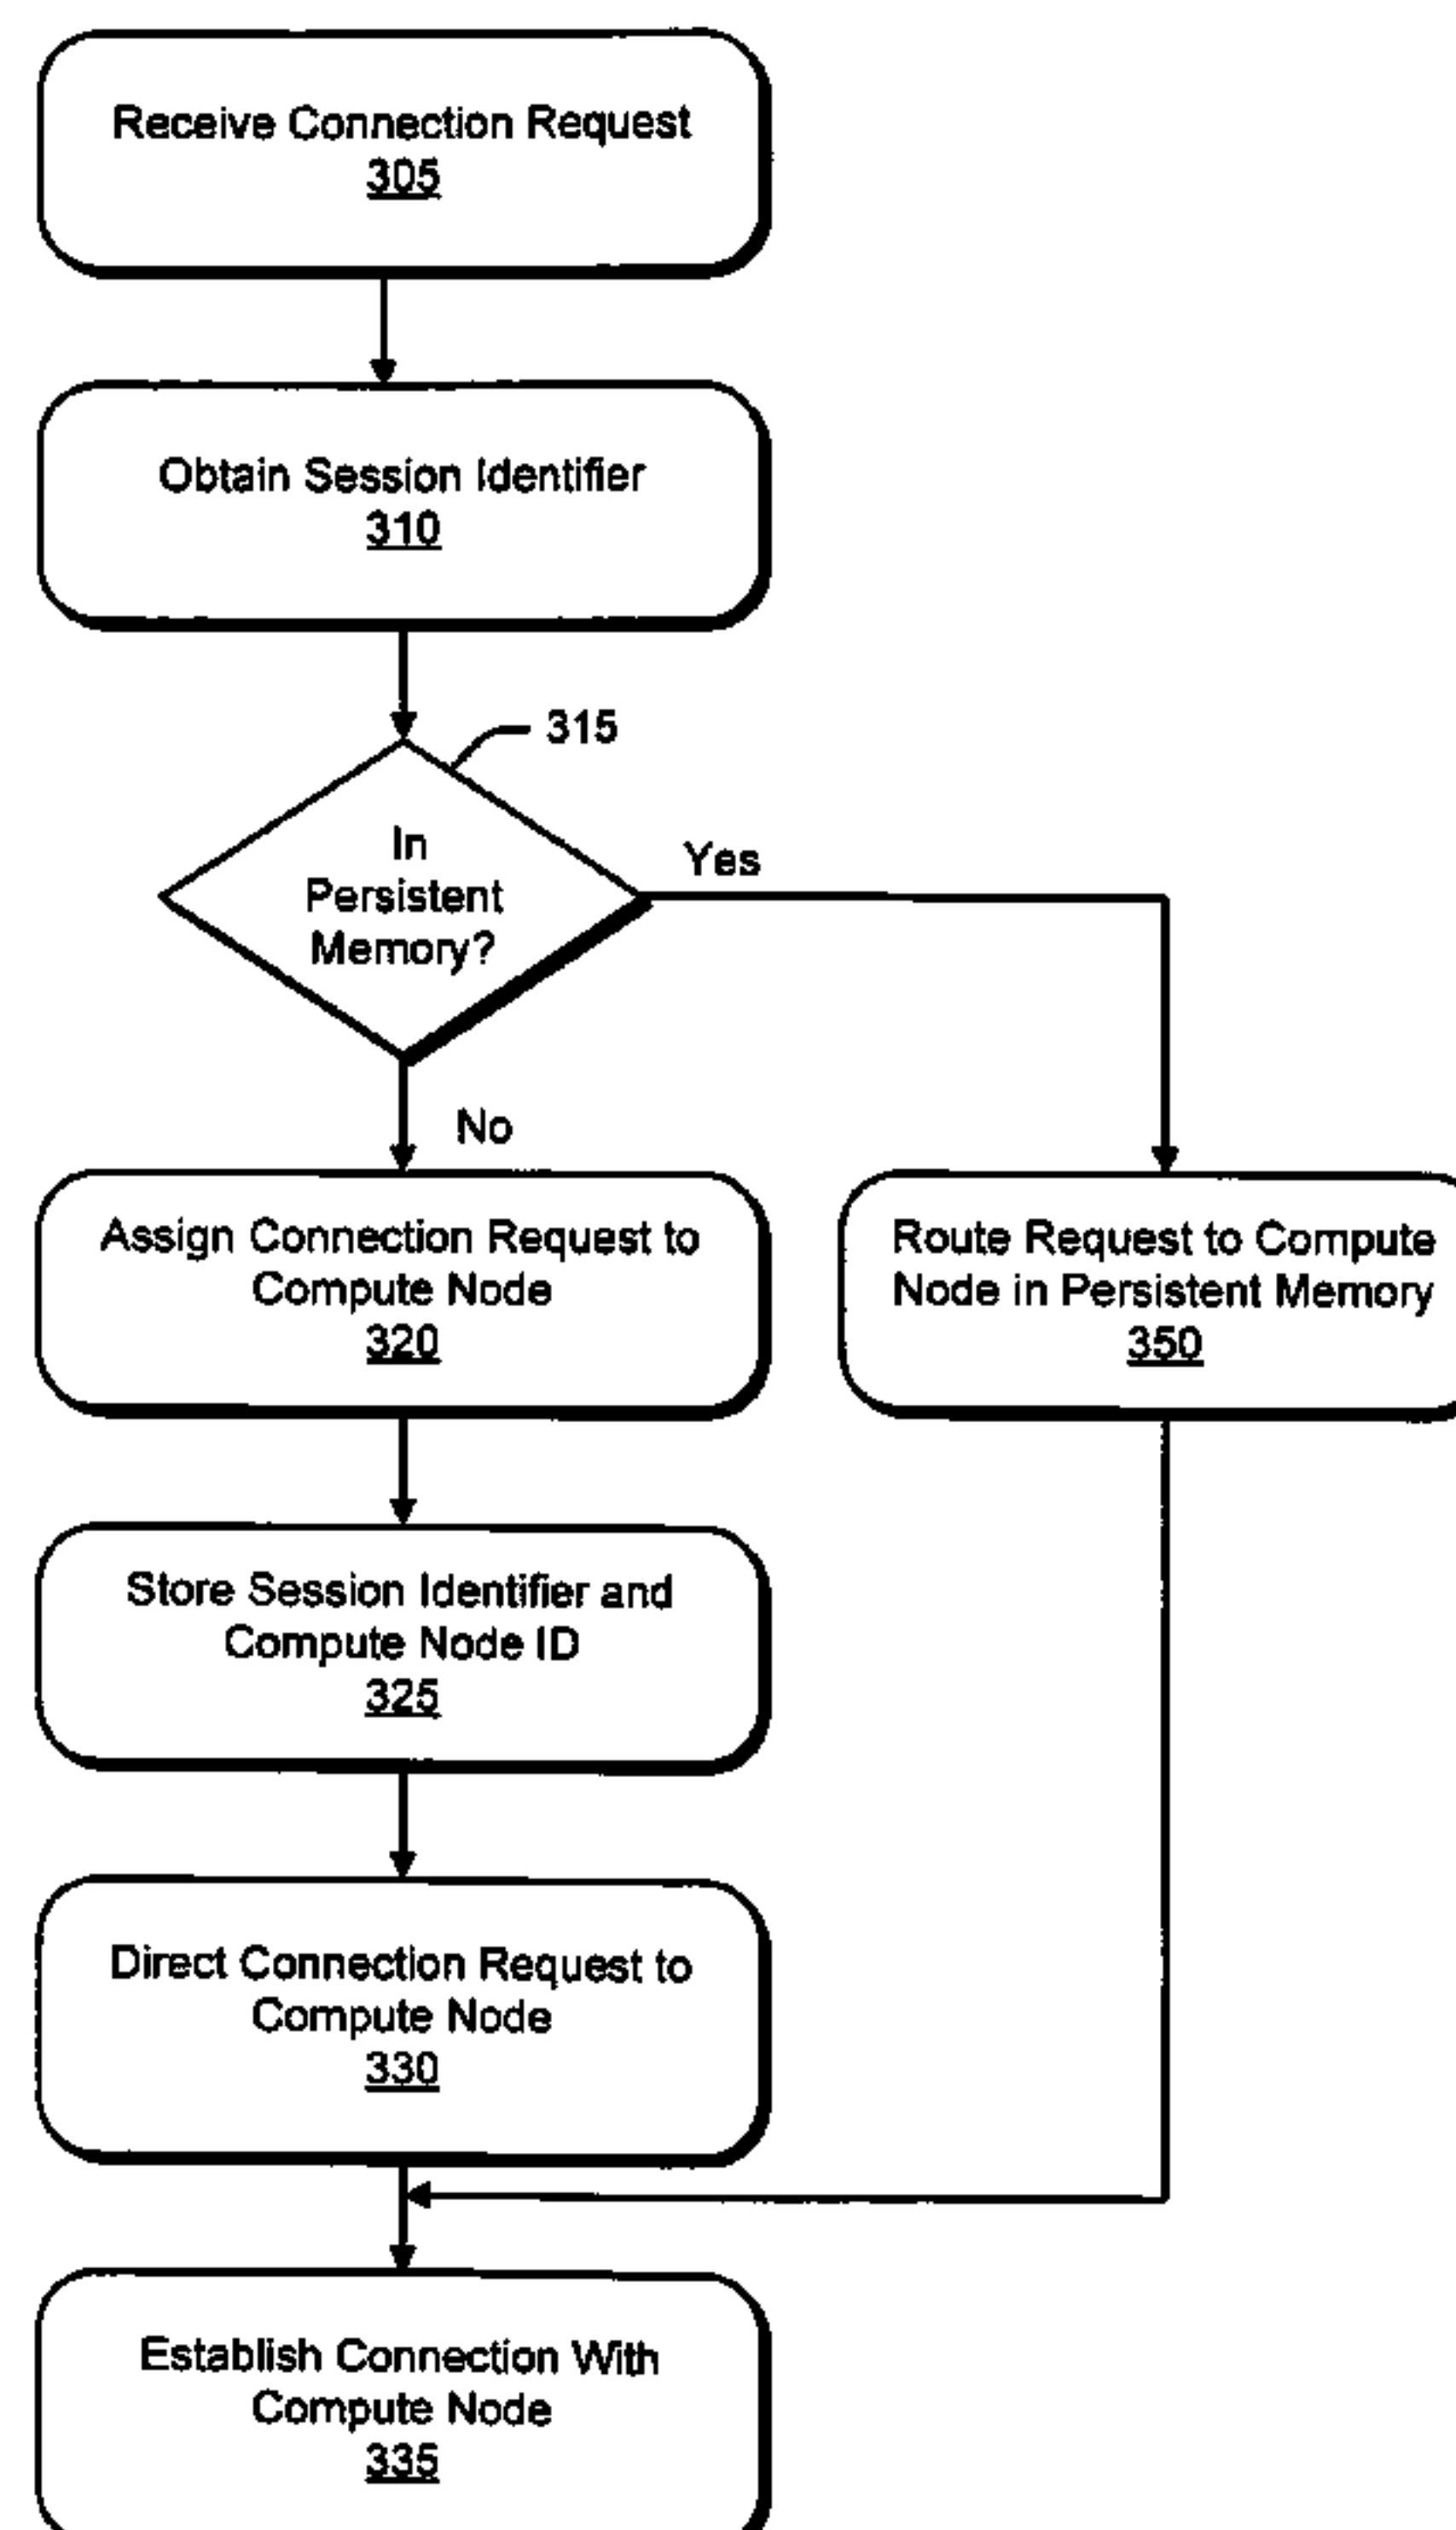 Receive Connection Request
305
Obtain Session Identifier
310
315
In
Persistent
Memory?
Yes
No
Assign Connection Request to
Compute Node
320
Route Request to Compute
Node in Persistent Memory
350
Store Session Identifier and
Compute Node ID
325
Direct Connection Request to
Compute Node
330
Establish Connection With
Compute Node
335